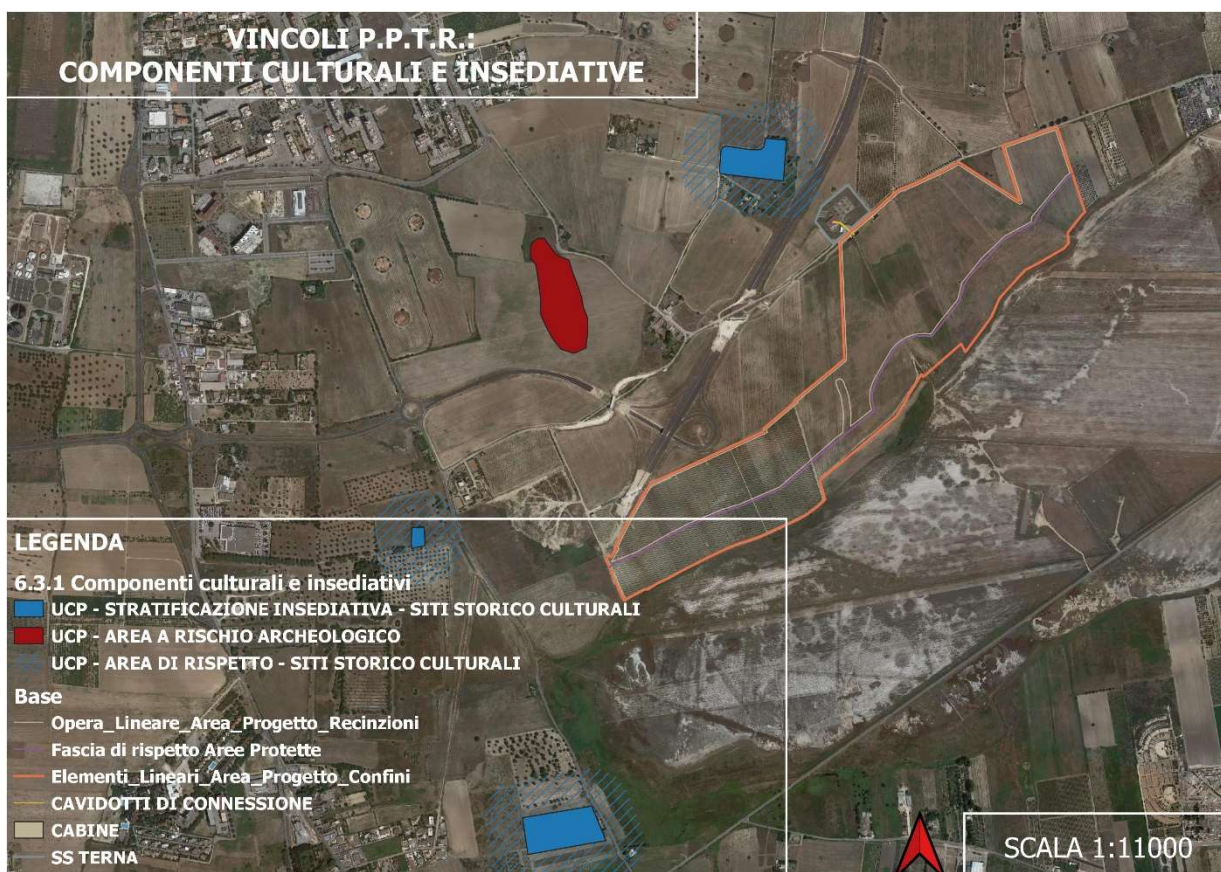 VINCOLI P.P.T.R.:
COMPONENTI CULTURALI E INSEDIATIVE
LEGENDA
6.3.1 Componenti culturali e insediativi
UCP - STRATIFICAZIONE INSEDIATIVA - SITI STORICO CULTURALI
UCP - AREA A RISCHIO ARCHEOLOGICO
UCP - AREA DI RISPETTO - SITI STORICO CULTURALI
Base
Opera_Lineare_Area_Progetto_Recinzioni
Fascia di rispetto Aree Protette
Elementi_Lineari_Area_Progetto_Confini
CAVIDOTTI DI CONNESSIONE
CABINE
SS TERNA
SCALA 1:11000